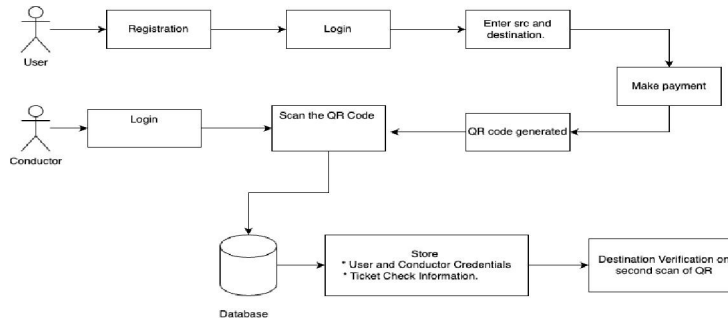 Registration
Login
Enter src and
destination.
User
Make payment
Login
Scan the QR Code
QR code generated
Conductor
Store
* User and Conductor Credentials
* Ticket Check Information.
Destination Verification on
second scan of QR
Database